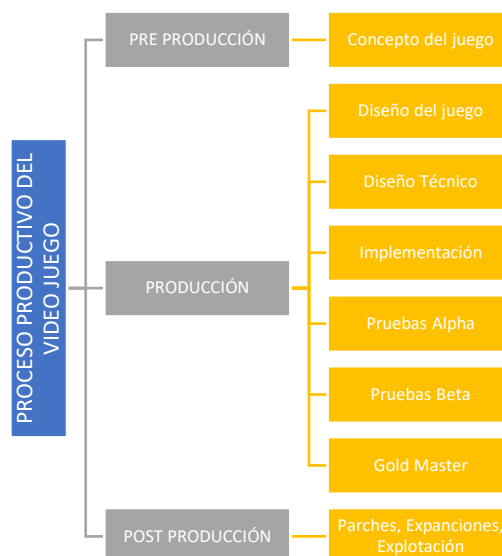 PROCESO PRODUCTIVO DEL
VIDEO JUEGO
PRE PRODUCCIÓN
Concepto del juego
PRODUCCIÓN
Diseño del juego
Diseño Técnico
Implementación
Pruebas Alpha
Pruebas Beta
Gold Master
POST PRODUCCIÓN
Parches, Expanciones,
Explotación